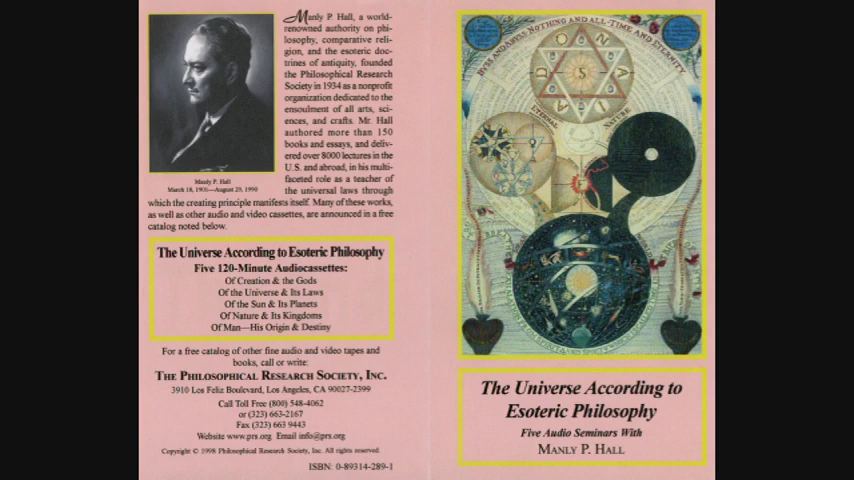 Manly P. Hall, a world-
renowned authority on phi-
losophy, comparative reli-
gion, and the esoteric doc-
trines of antiquity, founded
the Philosophical Research
Society in 1934 as a nonprofit
organization dedicated to the
ensoulment of all arts, sci-
ences, and crafts. Mr. Hall
authored more than 150
books and essays, and deliv-
ered over 8000 lectures in the
U.S. and abroad, in his multi-
faceted role as a teacher of
the universal laws through
which the creating principle manifests itself. Many of these works,
as well as other audio and video cassettes, are announced in a free
catalog noted below.
Manly P. Hall
March 18, 1901—August 29, 1990
The Universe According to Esoteric Philosophy
Five 120-Minute Audiocassettes:
Of Creation & the Gods
Of the Universe & Its Laws
Of the Sun & Its Planets
Of Nature & Its Kingdoms
Of Man—His Origin & Destiny
For a free catalog of other fine audio and video tapes and
books, call or write:
THE PHILOSOPHICAL RESEARCH SOCIETY, INC.
3910 Los Feliz Boulevard, Los Angeles, CA 90027-2399
Call Toll Free (800) 548-4062
or (323) 663-2167
Fax (323) 663 9443
Website www.prs.org Email info@prs.org
Copyright © 1998 Philosophical Research Society, Inc. All rights reserved.
ISBN: 0-89314-289-1
BYSS AND ABYSS: NOTHING AND ALL: TIME AND ETERNITY
ETERNAL NATURE
The Universe According to
Esoteric Philosophy
Five Audio Seminars With
MANLY P. HALL